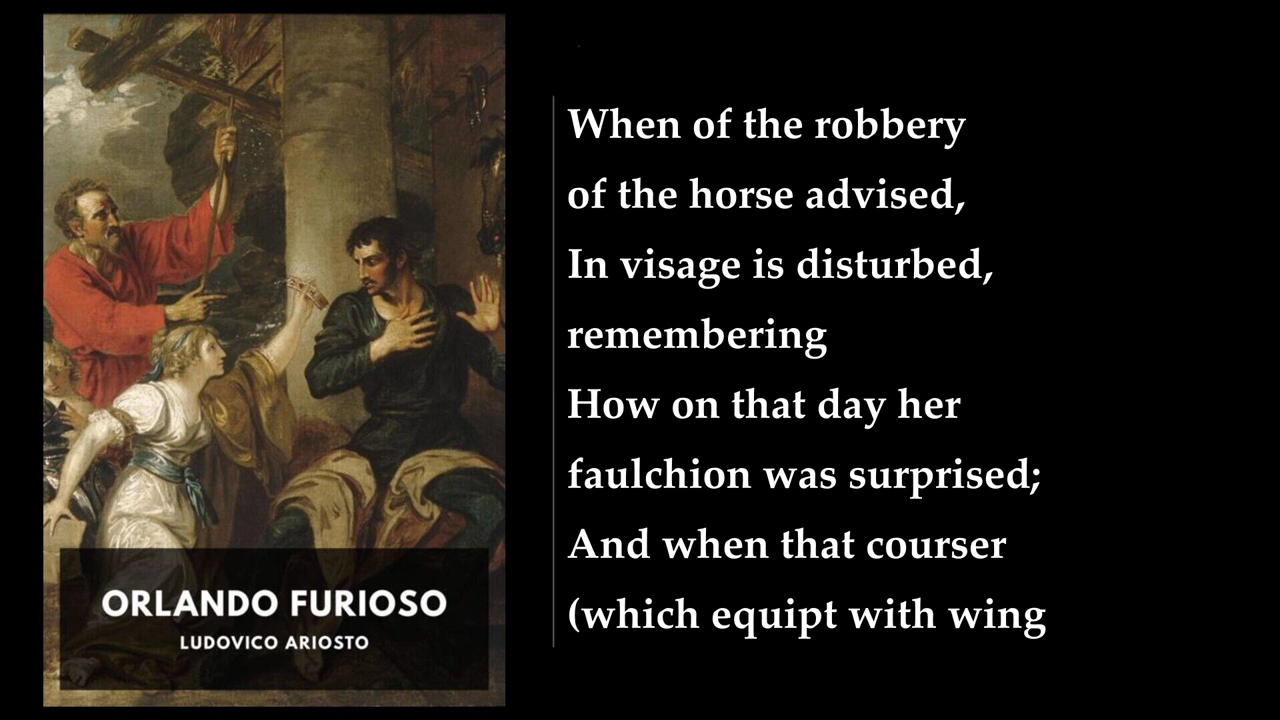 ORLANDO FURIOSO
LUDOVICO ARIOSTO
When of the robbery
of the horse advised,
In visage is disturbed,
remembering
How on that day her
faulchion was surprised;
And when that courser
(which equipt with wing